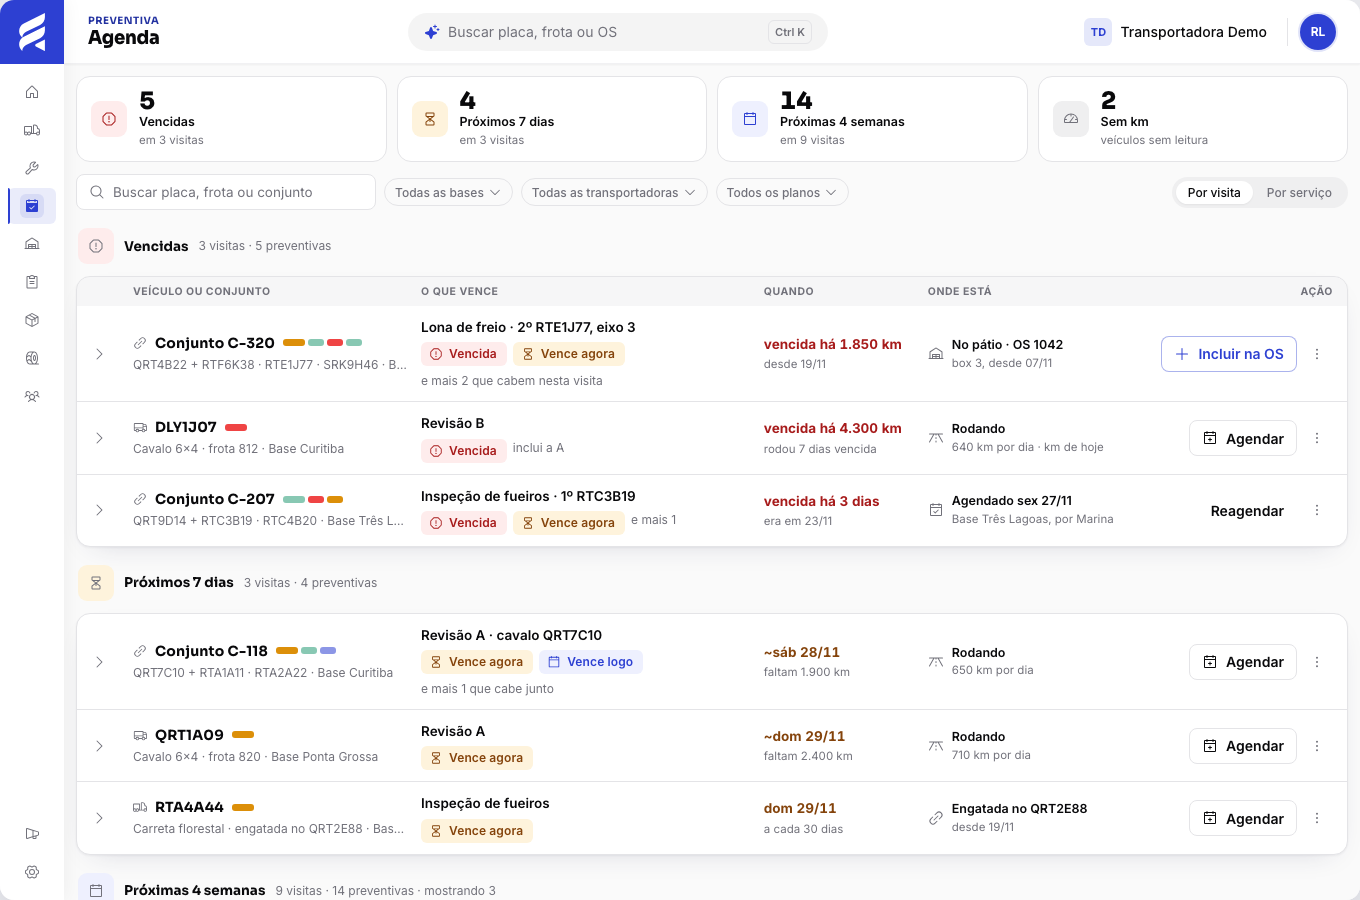 PREVENTIVA
Agenda
Buscar placa, frota ou OS
Ctrl K
TD
Transportadora Demo
RL
5
Vencidas
em 3 visitas
4
Próximos 7 dias
em 3 visitas
14
Próximas 4 semanas
em 9 visitas
2
Sem km
veículos sem leitura
Buscar placa, frota ou conjunto
Todas as bases
Todas as transportadoras
Todos os planos
Por visita
Por serviço
Vencidas
3 visitas · 5 preventivas
VEÍCULO OU CONJUNTO
O QUE VENCE
QUANDO
ONDE ESTÁ
AÇÃO
Conjunto C-320
QRT4B22 + RTF6K38 · RTE1J77 · SRK9H46 · B...
Lona de freio · 2º RTE1J77, eixo 3
Vencida
Vence agora
e mais 2 que cabem nesta visita
vencida há 1.850 km
desde 19/11
No pátio · OS 1042
box 3, desde 07/11
Incluir na OS
DLY1J07
Cavalo 6×4 · frota 812 · Base Curitiba
Revisão B
Vencida
inclui a A
vencida há 4.300 km
rodou 7 dias vencida
Rodando
640 km por dia · km de hoje
Agendar
Conjunto C-207
QRT9D14 + RTC3B19 · RTC4B20 · Base Três L...
Inspeção de fueiros · 1º RTC3B19
Vencida
Vence agora
e mais 1
vencida há 3 dias
era em 23/11
Agendado sex 27/11
Base Três Lagoas, por Marina
Reagendar
Próximos 7 dias
3 visitas · 4 preventivas
Conjunto C-118
QRT7C10 + RTA1A11 · RTA2A22 · Base Curitiba
Revisão A · cavalo QRT7C10
Vence agora
Vence logo
e mais 1 que cabe junto
~sáb 28/11
faltam 1.900 km
Rodando
650 km por dia
Agendar
QRT1A09
Cavalo 6×4 · frota 820 · Base Ponta Grossa
Revisão A
Vence agora
~dom 29/11
faltam 2.400 km
Rodando
710 km por dia
Agendar
RTA4A44
Carreta florestal · engatada no QRT2E88 · Bas...
Inspeção de fueiros
Vence agora
dom 29/11
a cada 30 dias
Engatada no QRT2E88
desde 19/11
Agendar
Próximas 4 semanas
9 visitas · 14 preventivas · mostrando 3